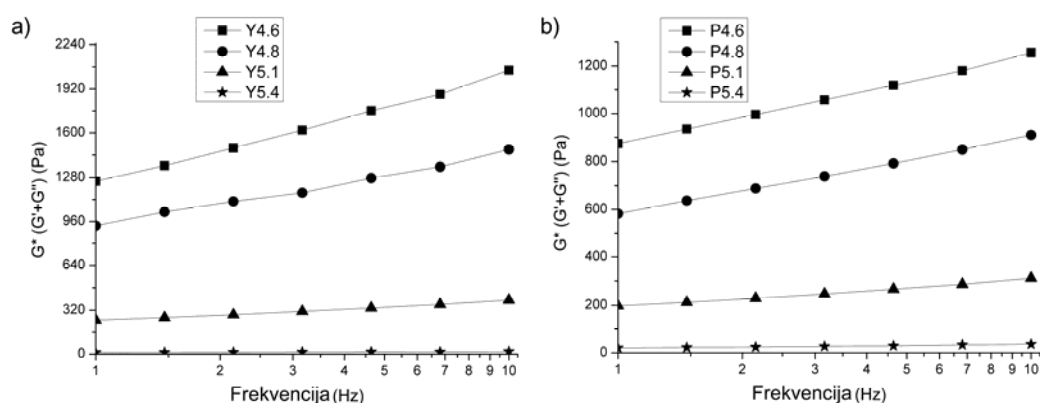 a)
Y4.6
Y4.8
Y5.1
Y5.4
G* (G'+G'') (Pa)
2240
1920
1600
1280
960
640
320
0
1 2 3 4 5 6 7 8 9 10
Frekvencija (Hz)
b)
P4.6
P4.8
P5.1
P5.4
G* (G'+G'') (Pa)
1200
1000
800
600
400
200
0
1 2 3 4 5 6 7 8 9 10
Frekvencija (Hz)